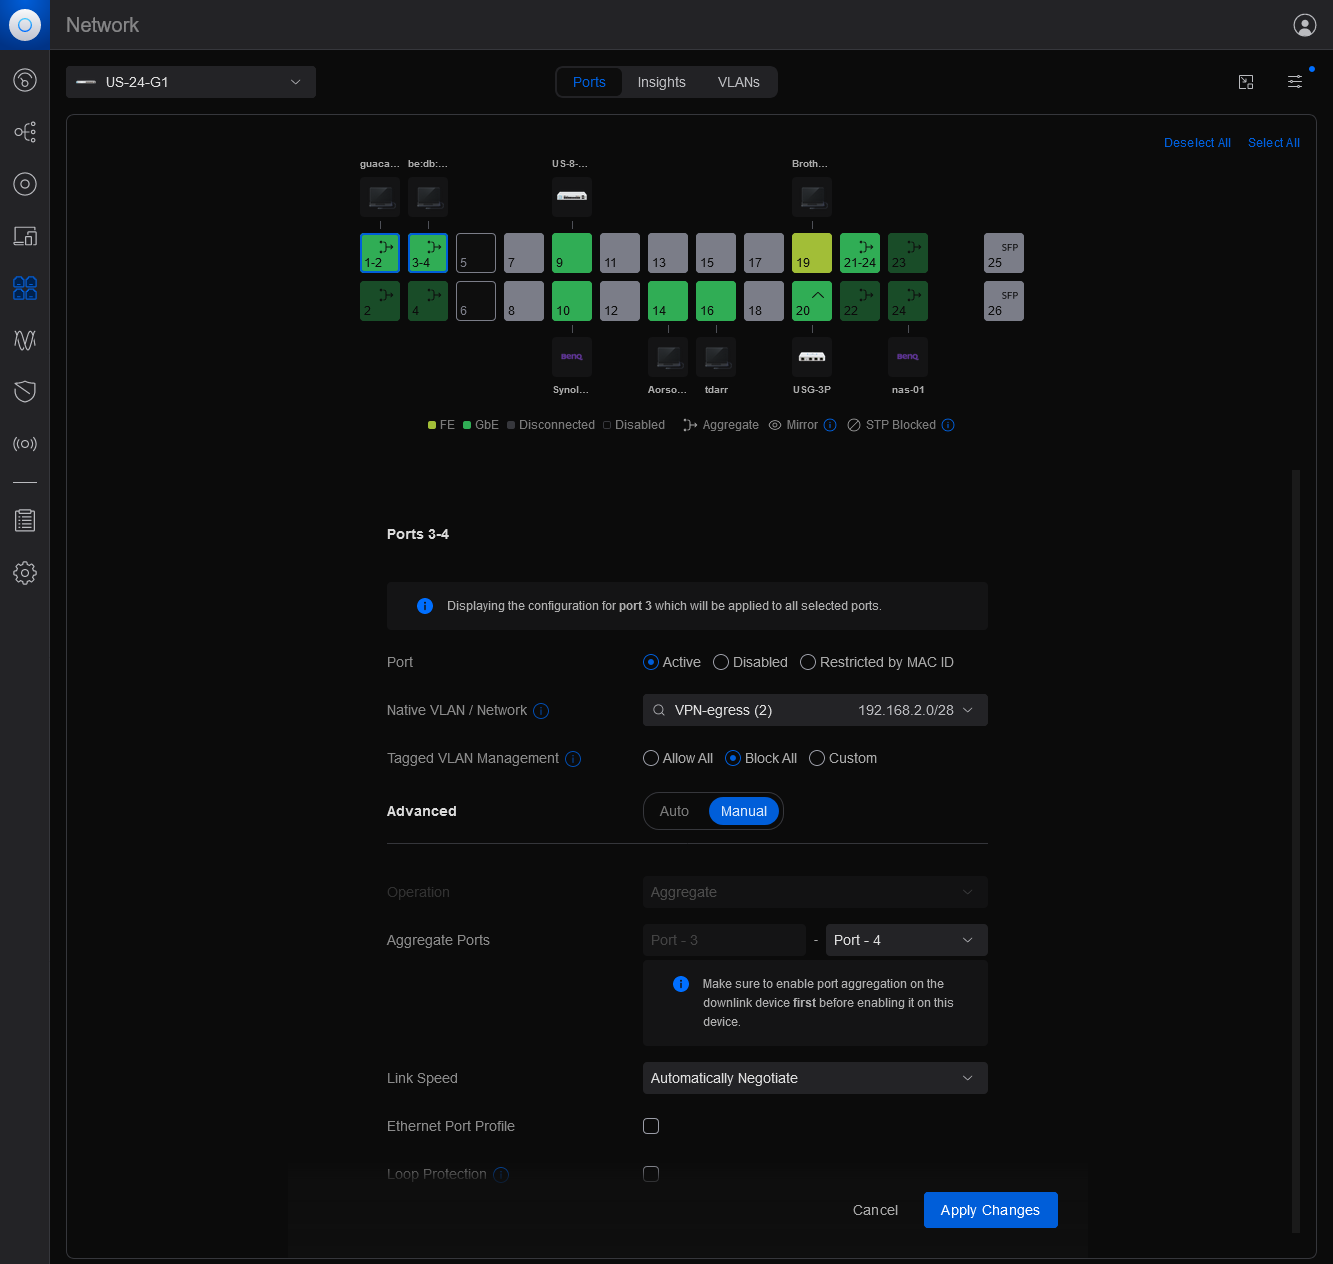 Network
US-24-G1
Ports Insights VLANs
Deselect All Select All
guaca... be:db:... US-8-... Broth...
1-2 3-4 5 7 9 11 13 15 17 19 21-24 23 SFP 25
2 4 6 8 10 12 14 16 18 20 22 24 SFP 26
BenQ BenQ
Synol... Aorso... tdarr USG-3P nas-01
FE GbE Disconnected Disabled Aggregate Mirror STP Blocked
Ports 3-4
Displaying the configuration for port 3 which will be applied to all selected ports.
Port Active Disabled Restricted by MAC ID
Native VLAN / Network VPN-egress (2) 192.168.2.0/28
Tagged VLAN Management Allow All Block All Custom
Advanced Auto Manual
Operation Aggregate
Aggregate Ports Port - 3 - Port - 4
Make sure to enable port aggregation on the
downlink device first before enabling it on this
device.
Link Speed Automatically Negotiate
Ethernet Port Profile
Loop Protection
Cancel Apply Changes